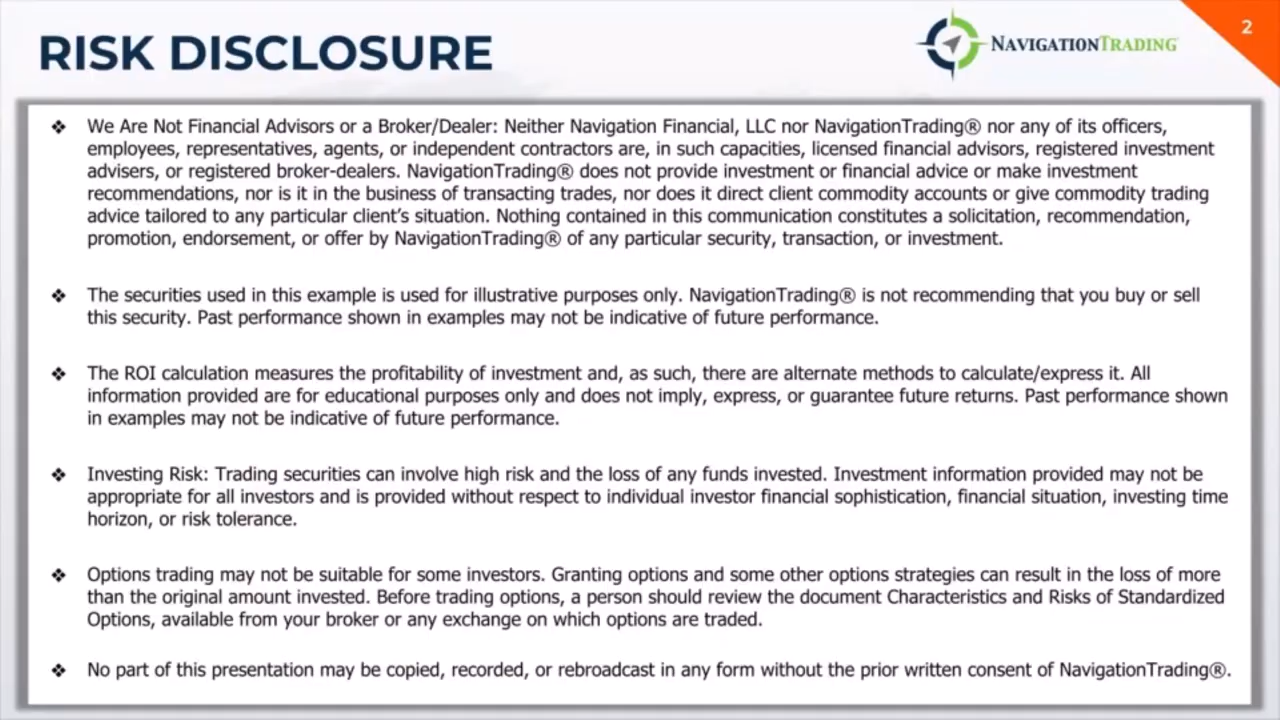 RISK DISCLOSURE
NAVIGATIONTRADING
2
❖ We Are Not Financial Advisors or a Broker/Dealer: Neither Navigation Financial, LLC nor NavigationTrading® nor any of its officers,
employees, representatives, agents, or independent contractors are, in such capacities, licensed financial advisors, registered investment
advisers, or registered broker-dealers. NavigationTrading® does not provide investment or financial advice or make investment
recommendations, nor is it in the business of transacting trades, nor does it direct client commodity accounts or give commodity trading
advice tailored to any particular client's situation. Nothing contained in this communication constitutes a solicitation, recommendation,
promotion, endorsement, or offer by NavigationTrading® of any particular security, transaction, or investment.
❖ The securities used in this example is used for illustrative purposes only. NavigationTrading® is not recommending that you buy or sell
this security. Past performance shown in examples may not be indicative of future performance.
❖ The ROI calculation measures the profitability of investment and, as such, there are alternate methods to calculate/express it. All
information provided are for educational purposes only and does not imply, express, or guarantee future returns. Past performance shown
in examples may not be indicative of future performance.
❖ Investing Risk: Trading securities can involve high risk and the loss of any funds invested. Investment information provided may not be
appropriate for all investors and is provided without respect to individual investor financial sophistication, financial situation, investing time
horizon, or risk tolerance.
❖ Options trading may not be suitable for some investors. Granting options and some other options strategies can result in the loss of more
than the original amount invested. Before trading options, a person should review the document Characteristics and Risks of Standardized
Options, available from your broker or any exchange on which options are traded.
❖ No part of this presentation may be copied, recorded, or rebroadcast in any form without the prior written consent of NavigationTrading®.